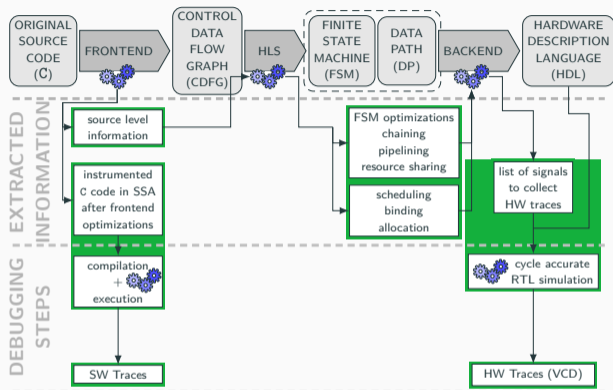 ORIGINAL
SOURCE
CODE (C)
FRONTEND
CONTROL
DATA
FLOW
GRAPH (CDFG)
HLS
FINITE
STATE
MACHINE
(FSM)
DATA
PATH
(DP)
BACKEND
HARDWARE
DESCRIPTION
LANGUAGE
(HDL)
EXTRACTED
INFORMATION
source level
information
instrumented
C code in SSA
after frontend
optimizations
FSM optimizations
chaining
pipelining
resource sharing
scheduling
binding
allocation
list of signals
to collect
HW traces
DEBUGGING
STEPS
compilation
+
execution
cycle accurate
RTL simulation
SW Traces
HW Traces (VCD)